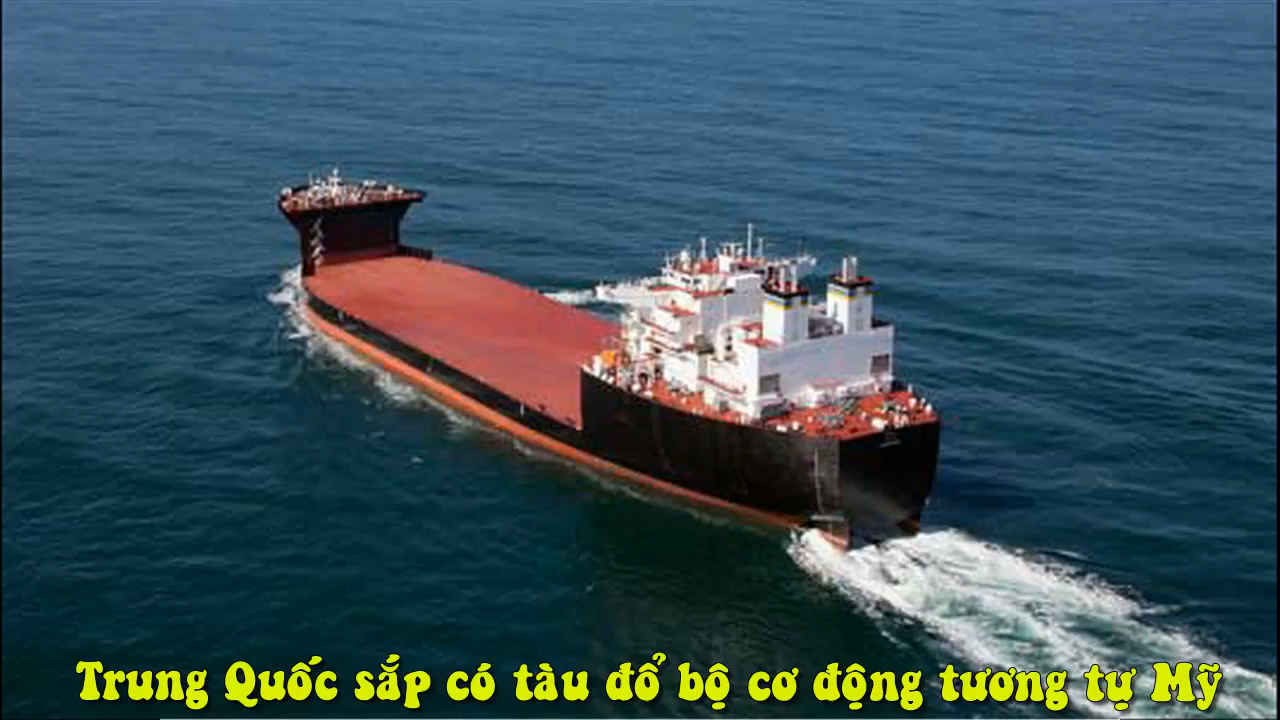 Trung Quốc sắp có tàu đổ bộ cơ động tương tự Mỹ